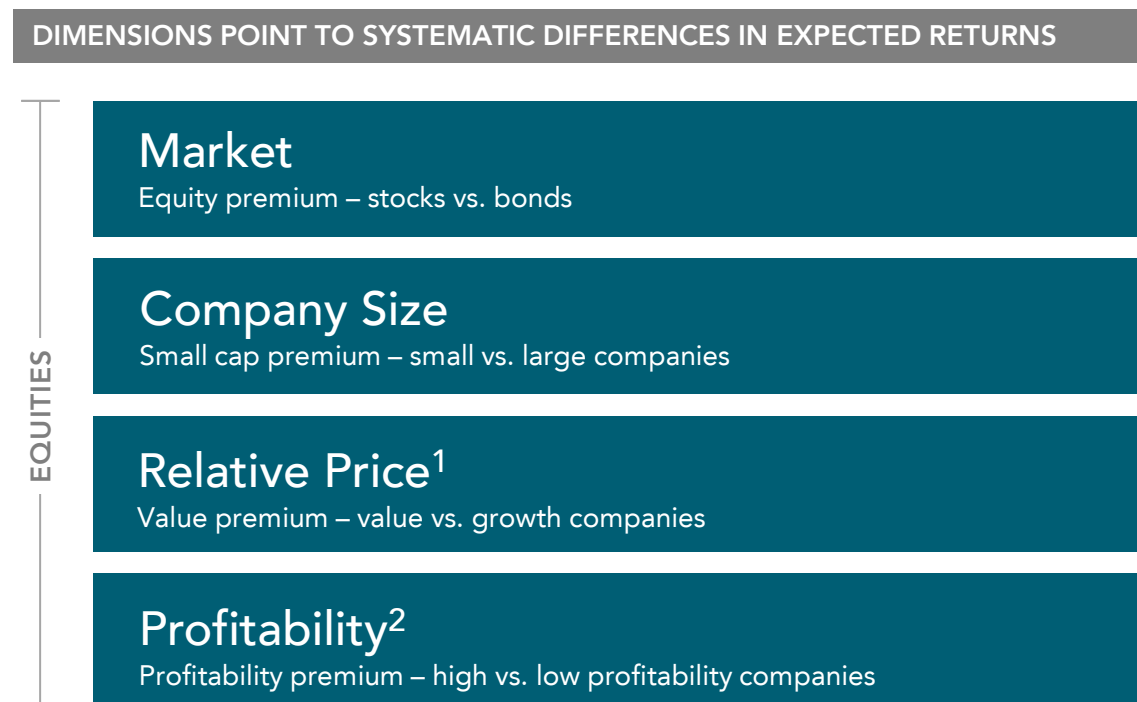 DIMENSIONS POINT TO SYSTEMATIC DIFFERENCES IN EXPECTED RETURNS
EQUITIES
Market
Equity premium – stocks vs. bonds
Company Size
Small cap premium – small vs. large companies
Relative Price¹
Value premium – value vs. growth companies
Profitability²
Profitability premium – high vs. low profitability companies